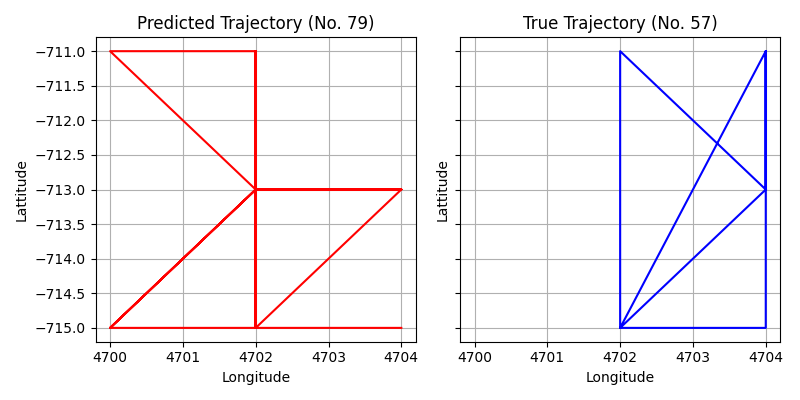 Predicted Trajectory (No. 79)
−711.0
−711.5
−712.0
−712.5
−713.0
−713.5
−714.0
−714.5
−715.0
Lattitude
4700 4701 4702 4703 4704
Longitude
True Trajectory (No. 57)
Lattitude
4700 4701 4702 4703 4704
Longitude